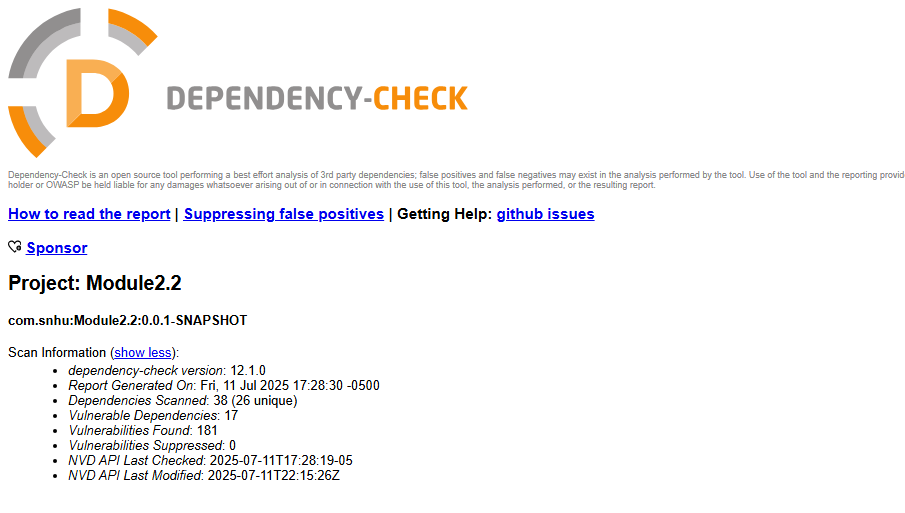 DEPENDENCY-CHECK
Dependency-Check is an open source tool performing a best effort analysis of 3rd party dependencies; false positives and false negatives may exist in the analysis performed by the tool. Use of the tool and the reporting provid
holder or OWASP be held liable for any damages whatsoever arising out of or in connection with the use of this tool, the analysis performed, or the resulting report.
How to read the report | Suppressing false positives | Getting Help: github issues
Sponsor
Project: Module2.2
com.snhu:Module2.2:0.0.1-SNAPSHOT
Scan Information (show less):
• dependency-check version: 12.1.0
• Report Generated On: Fri, 11 Jul 2025 17:28:30 -0500
• Dependencies Scanned: 38 (26 unique)
• Vulnerable Dependencies: 17
• Vulnerabilities Found: 181
• Vulnerabilities Suppressed: 0
• NVD API Last Checked: 2025-07-11T17:28:19-05
• NVD API Last Modified: 2025-07-11T22:15:26Z